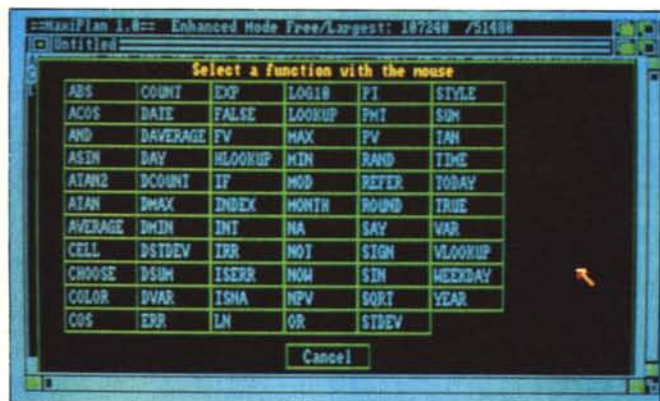 ==MaxiPlan 1.0== Enhanced Mode Free/Largest: 107240 /51480
Untitled
Select a function with the mouse
ABS COUNT EXP LOG10 PI STYLE
ACOS DATE FALSE LOOKUP PMT SUM
AND DAVERAGE FV MAX PV TAN
ASIN DAY HLOOKUP MIN RAND TIME
ATAN2 DCOUNT IF MOD REFER TODAY
ATAN DMAX INDEX MONTH ROUND TRUE
AVERAGE DMIN INT NA SAY VAR
CELL DSTDEV IRR NOT SIGN VLOOKUP
CHOOSE DSUM ISERR NOW SIN WEEKDAY
COLOR DVAR ISNA NPV SQRT YEAR
COS ERR LN OR STDEV
Cancel